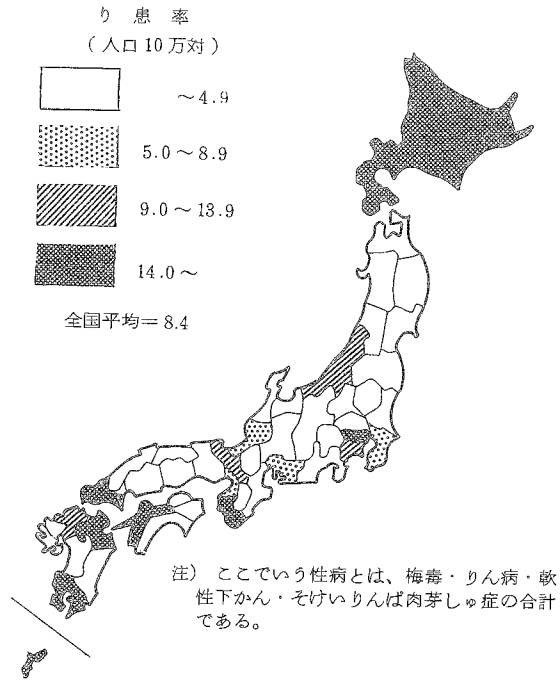 り患率
(人口10万対)
~4.9
5.0~8.9
9.0~13.9
14.0~
全国平均=8.4
注) ここでいう性病とは、梅毒・りん病・軟
性下かん・そけいりんぱ肉芽しゅ症の合計
である。